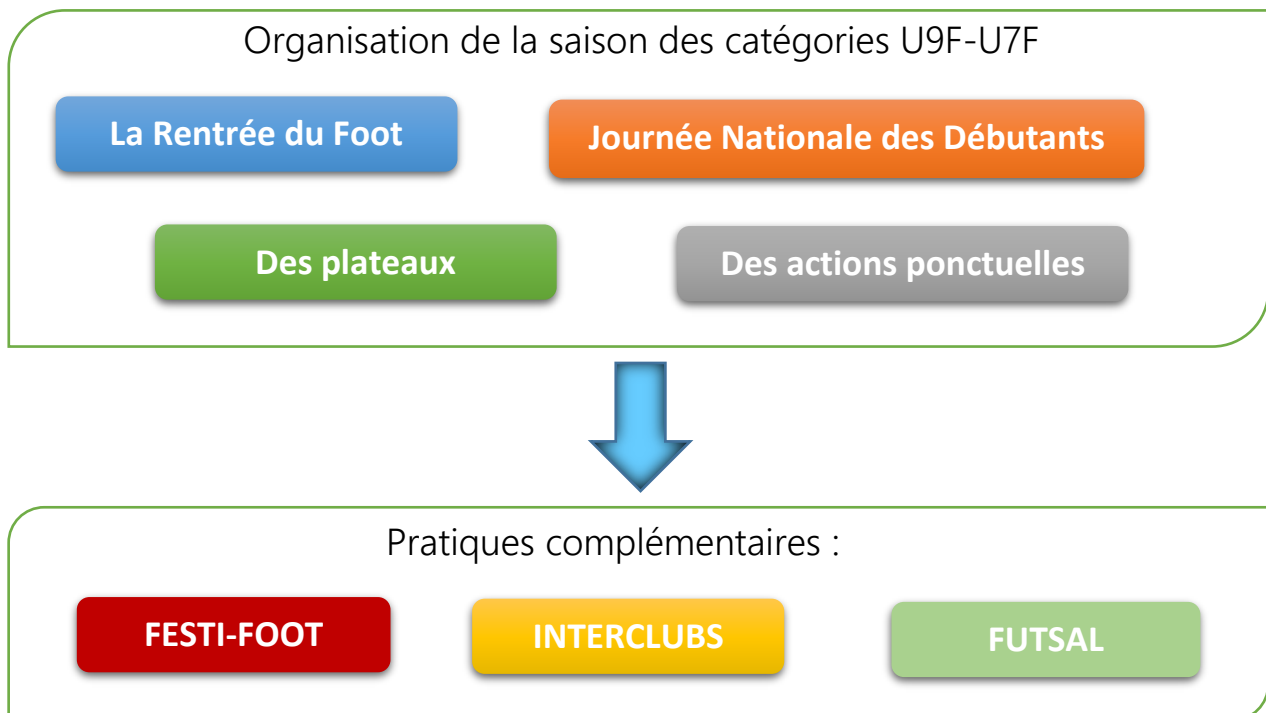 Organisation de la saison des catégories U9F-U7F
La Rentrée du Foot
Journée Nationale des Débutants
Des plateaux
Des actions ponctuelles
Pratiques complémentaires :
FESTI-FOOT
INTERCLUBS
FUTSAL